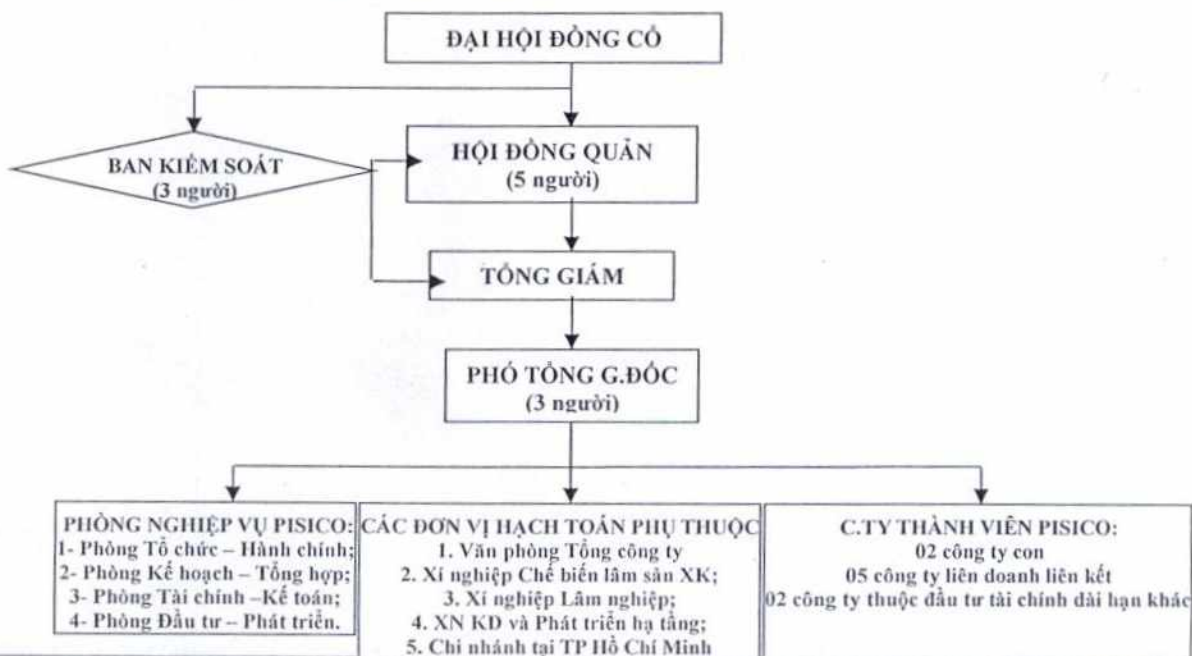 ĐẠI HỘI ĐỒNG CỔ
BAN KIỂM SOÁT
(3 người)
HỘI ĐỒNG QUẢN
(5 người)
TỔNG GIÁM
PHÓ TỔNG G.ĐỐC
(3 người)
PHÒNG NGHIỆP VỤ PISICO:
1- Phòng Tổ chức – Hành chính;
2- Phòng Kế hoạch – Tổng hợp;
3- Phòng Tài chính –Kế toán;
4- Phòng Đầu tư – Phát triển.
CÁC ĐƠN VỊ HẠCH TOÁN PHỤ THUỘC
1. Văn phòng Tổng công ty
2. Xí nghiệp Chế biến lâm sản XK;
3. Xí nghiệp Lâm nghiệp;
4. XN KD và Phát triển hạ tầng;
5. Chi nhánh tại TP Hồ Chí Minh
C.TY THÀNH VIÊN PISICO:
02 công ty con
05 công ty liên doanh liên kết
02 công ty thuộc đầu tư tài chính dài hạn khác